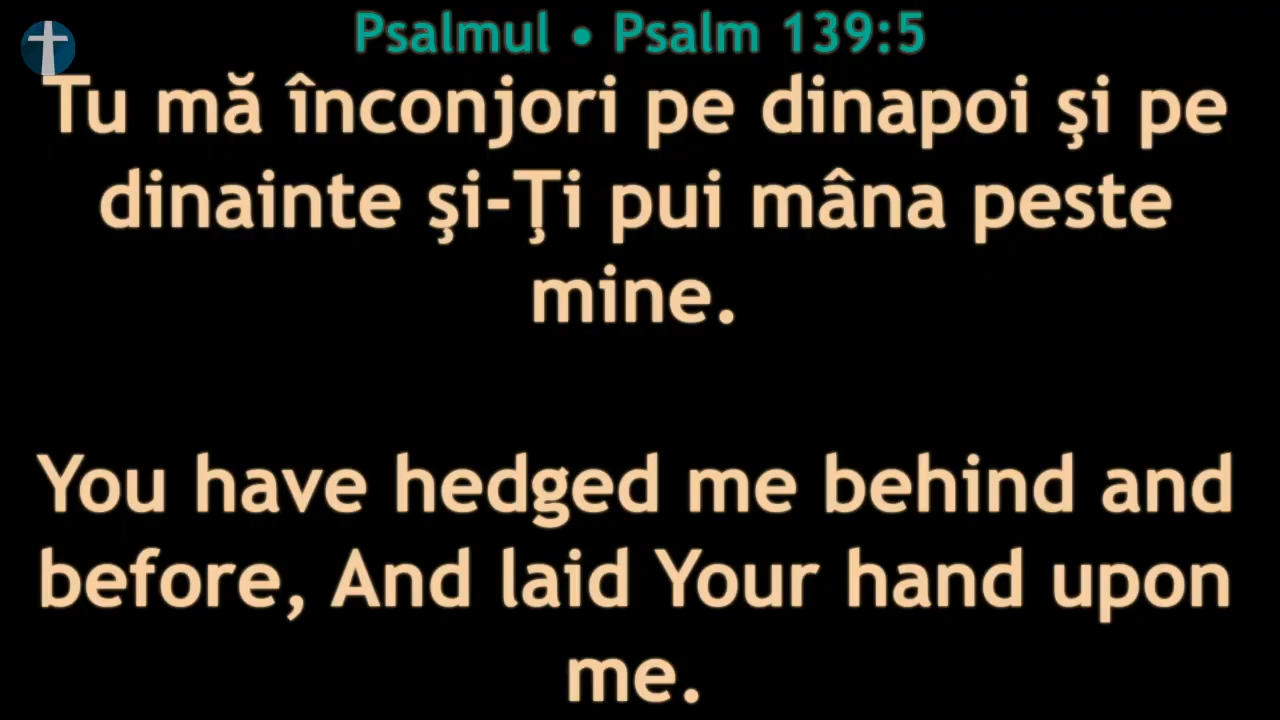 Psalmul • Psalm 139:5
Tu mă înconjori pe dinapoi şi pe
dinainte şi-Ţi pui mâna peste
mine.
You have hedged me behind and
before, And laid Your hand upon
me.